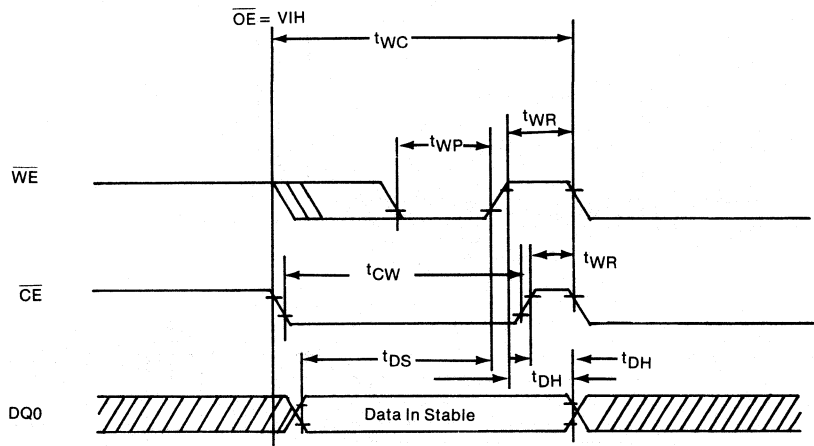 OE = VIH
tWC
tWR
tWP
WE
tWR
tCW
CE
tDS
tDH
tDH
DQ0
Data In Stable